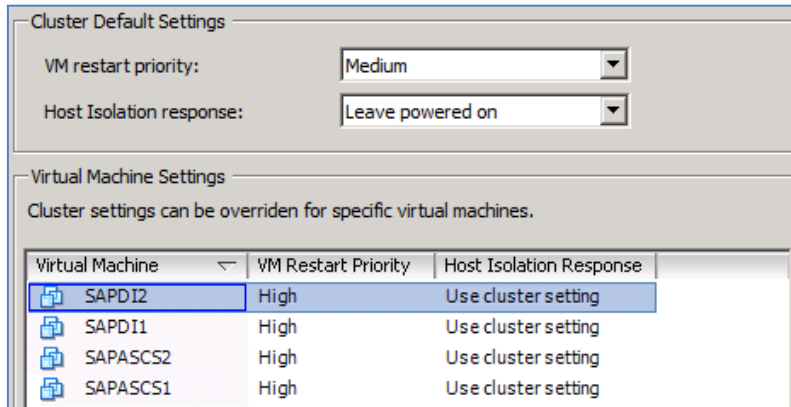 Cluster Default Settings
VM restart priority: Medium
Host Isolation response: Leave powered on
Virtual Machine Settings
Cluster settings can be overriden for specific virtual machines.
Virtual Machine VM Restart Priority Host Isolation Response
SAPDI2 High Use cluster setting
SAPDI1 High Use cluster setting
SAPASCS2 High Use cluster setting
SAPASCS1 High Use cluster setting